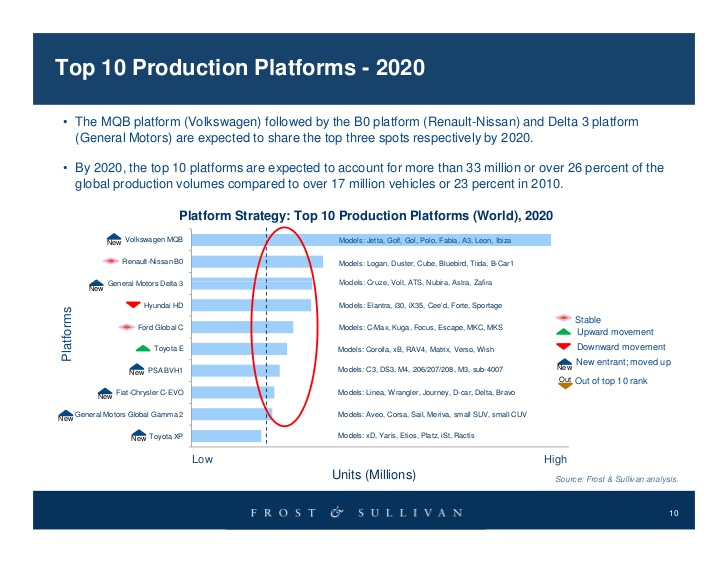 Top 10 Production Platforms - 2020
• The MQB platform (Volkswagen) followed by the B0 platform (Renault-Nissan) and Delta 3 platform
(General Motors) are expected to share the top three spots respectively by 2020.
• By 2020, the top 10 platforms are expected to account for more than 33 million or over 26 percent of the
global production volumes compared to over 17 million vehicles or 23 percent in 2010.
Platform Strategy: Top 10 Production Platforms (World), 2020
Platforms
New Volkswagen MQB Models: Jetta, Golf, Gol, Polo, Fabia, A3, Leon, Ibiza
Renault-Nissan B0 Models: Logan, Duster, Cube, Bluebird, Tiida, B-Car1
New General Motors Delta 3 Models: Cruze, Volt, ATS, Nubira, Astra, Zafira
Hyundai HD Models: Elantra, i30, iX35, Cee'd, Forte, Sportage
Ford Global C Models: C-Max, Kuga, Focus, Escape, MKC, MKS
Toyota E Models: Corolla, xB, RAV4, Matrix, Verso, Wish
New PSA BVH1 Models: C3, DS3, M4, 206/207/208, M3, sub-4007
New Fiat-Chrysler C-EVO Models: Linea, Wrangler, Journey, D-car, Delta, Bravo
New General Motors Global Gamma 2 Models: Aveo, Corsa, Sail, Meriva, small SUV, small CUV
New Toyota XP Models: xD, Yaris, Etios, Platz, iSt, Ractis
Stable
Upward movement
Downward movement
New New entrant; moved up
Out Out of top 10 rank
Low High
Units (Millions)
Source: Frost & Sullivan analysis.
FROST & SULLIVAN
10